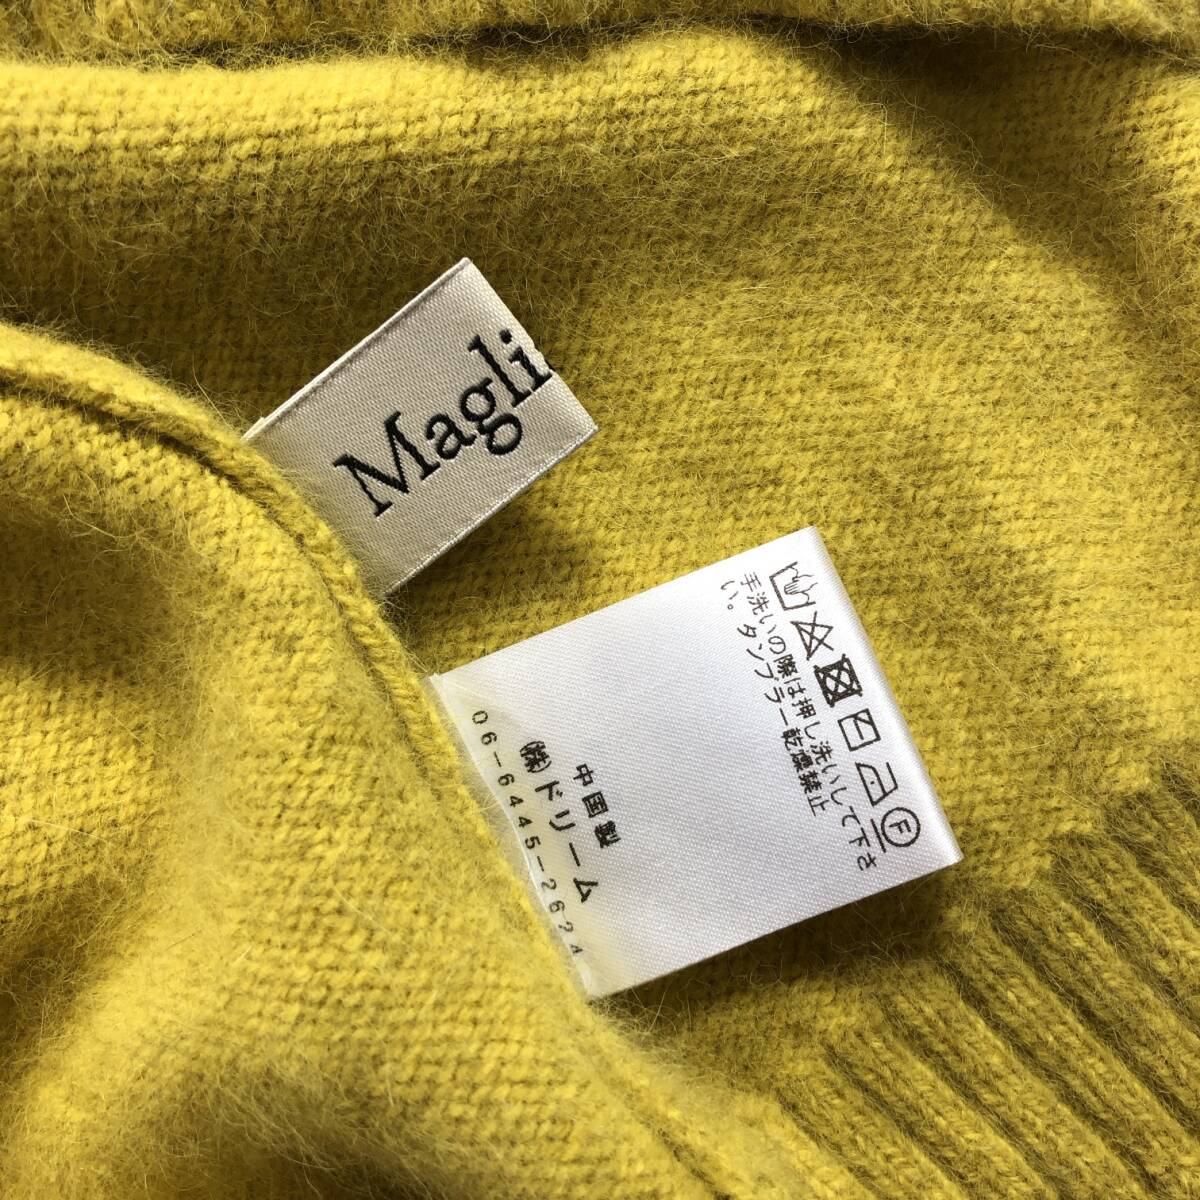 Magli
手洗いの際は押し洗いして下さ
い。タンブラー乾燥禁止
F
中国製
(株)ドリーム
06-6445-2624